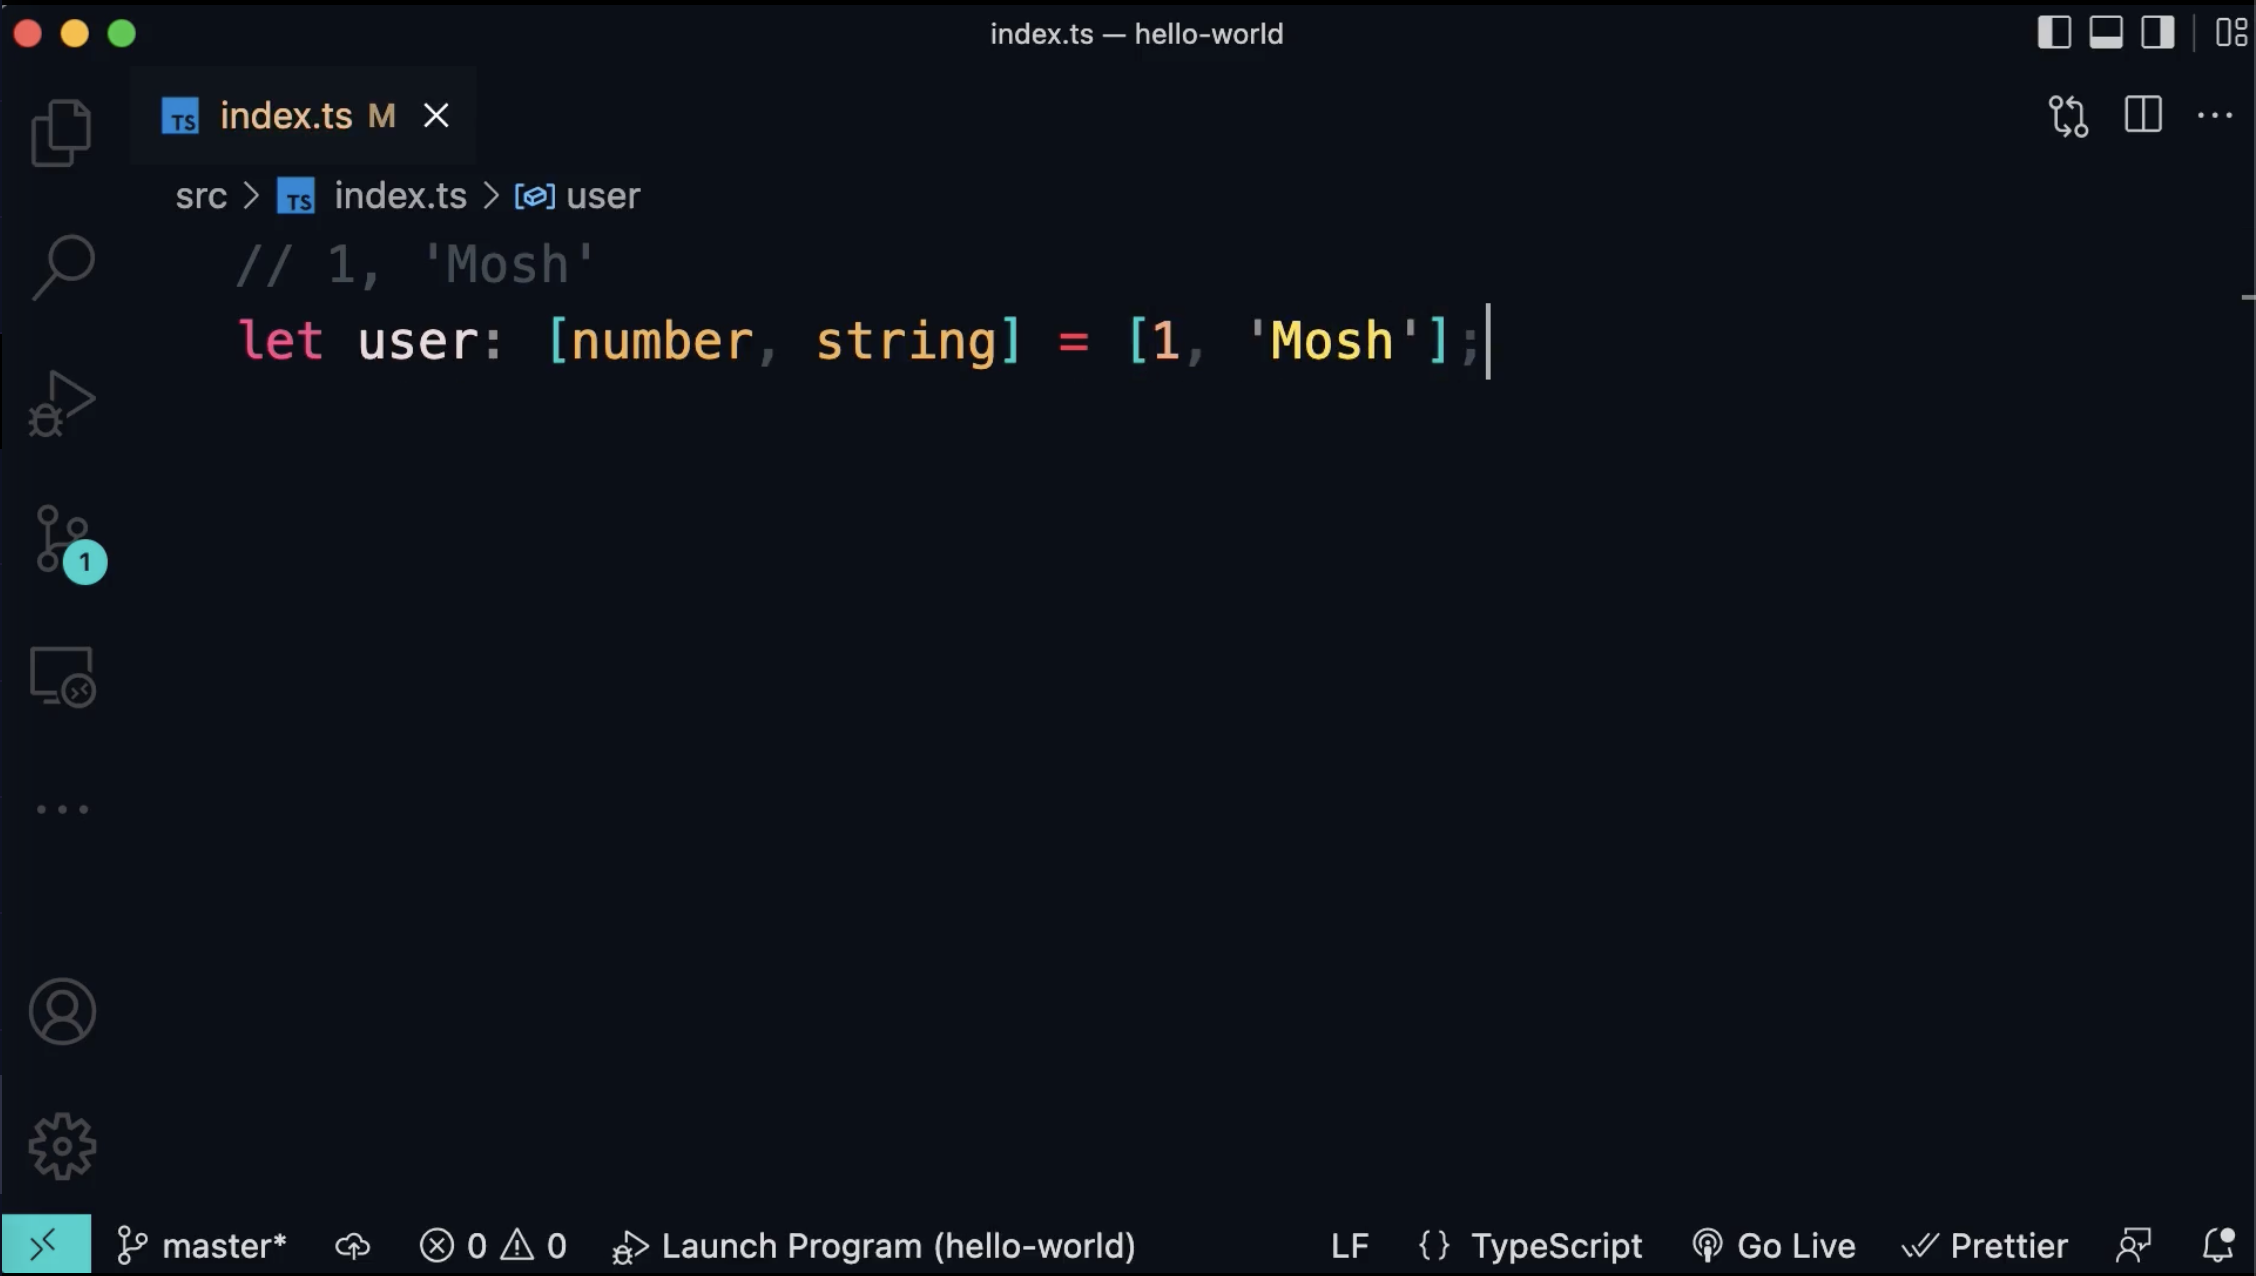 index.ts — hello-world
TS index.ts M
src > TS index.ts > user
// 1, 'Mosh'
let user: [number, string] = [1, 'Mosh'];
1
master* 0 0 Launch Program (hello-world) LF {} TypeScript Go Live Prettier